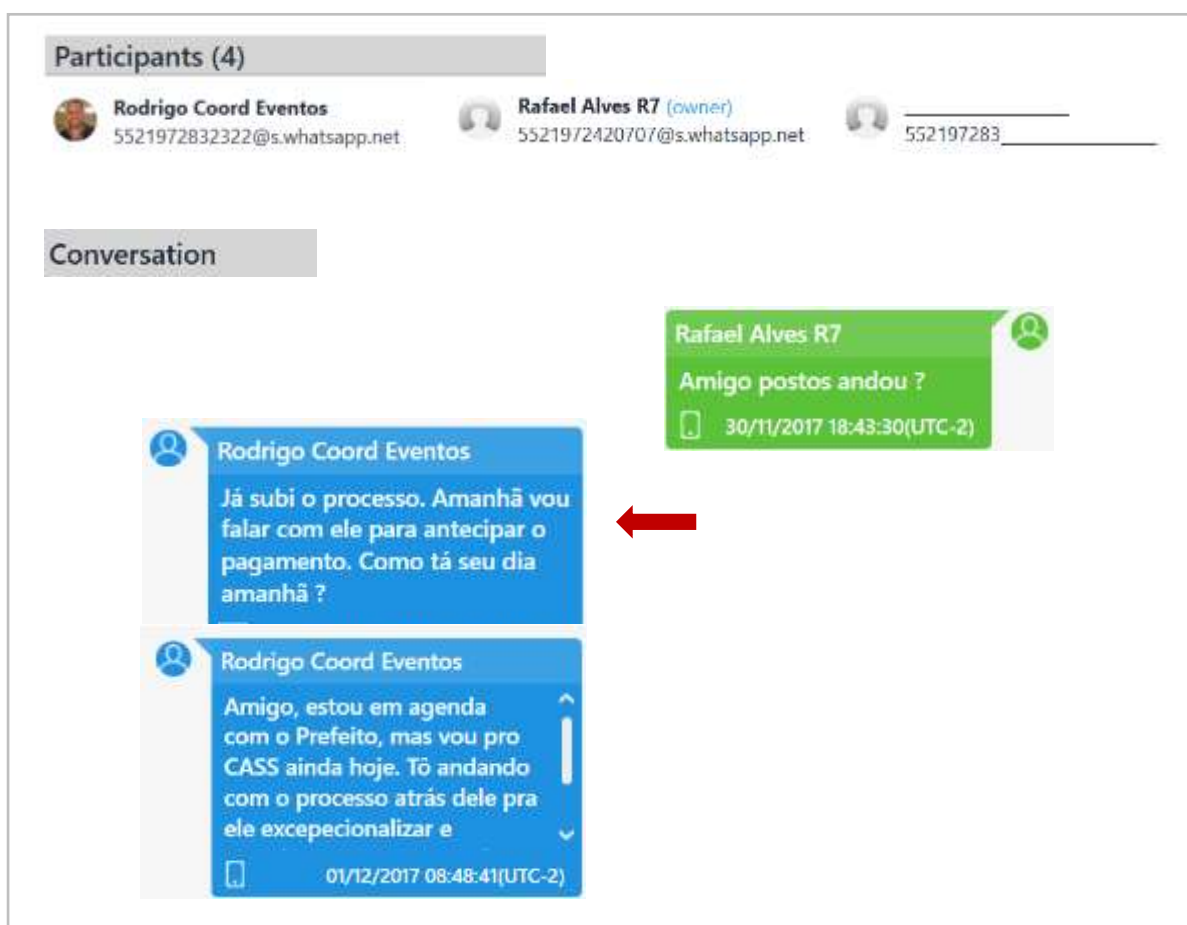 Participants (4)
Rodrigo Coord Eventos
5521972832322@s.whatsapp.net
Rafael Alves R7 (owner)
5521972420707@s.whatsapp.net
552197283
Conversation
Rafael Alves R7
Amigo postos andou ?
30/11/2017 18:43:30(UTC-2)
Rodrigo Coord Eventos
Já subi o processo. Amanhã vou
falar com ele para antecipar o
pagamento. Como tá seu dia
amanhã ?
Rodrigo Coord Eventos
Amigo, estou em agenda
com o Prefeito, mas vou pro
CASS ainda hoje. Tô andando
com o processo atrás dele pra
ele excepecionalizar e
01/12/2017 08:48:41(UTC-2)